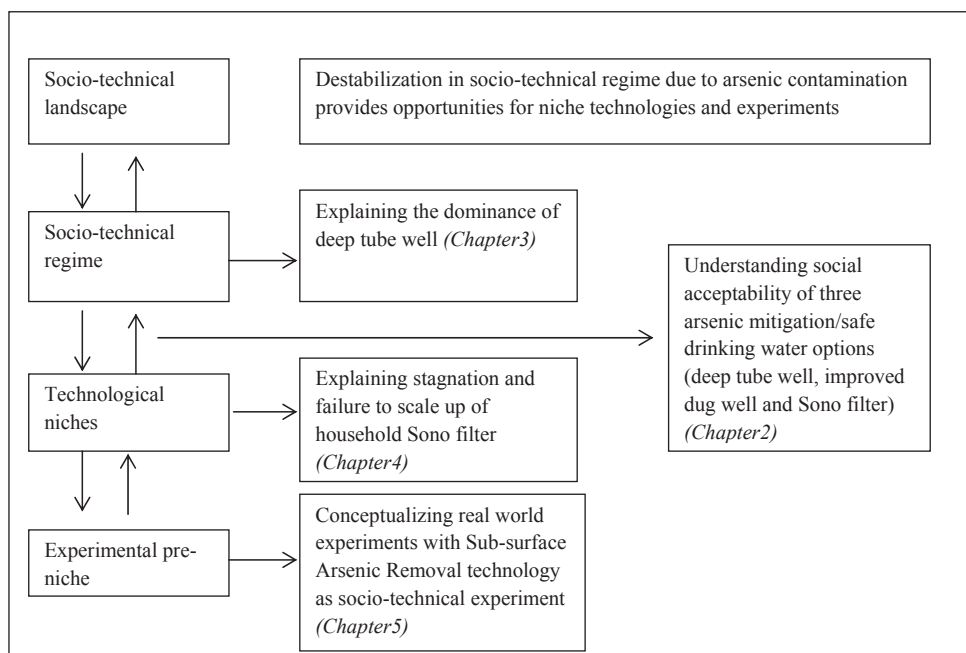 Socio-technical
landscape
Destabilization in socio-technical regime due to arsenic contamination
provides opportunities for niche technologies and experiments
Socio-technical
regime
Explaining the dominance of
deep tube well (Chapter3)
Understanding social
acceptability of three
arsenic mitigation/safe
drinking water options
(deep tube well, improved
dug well and Sono filter)
(Chapter2)
Technological
niches
Explaining stagnation and
failure to scale up of
household Sono filter
(Chapter4)
Experimental pre-
niche
Conceptualizing real world
experiments with Sub-surface
Arsenic Removal technology
as socio-technical experiment
(Chapter5)